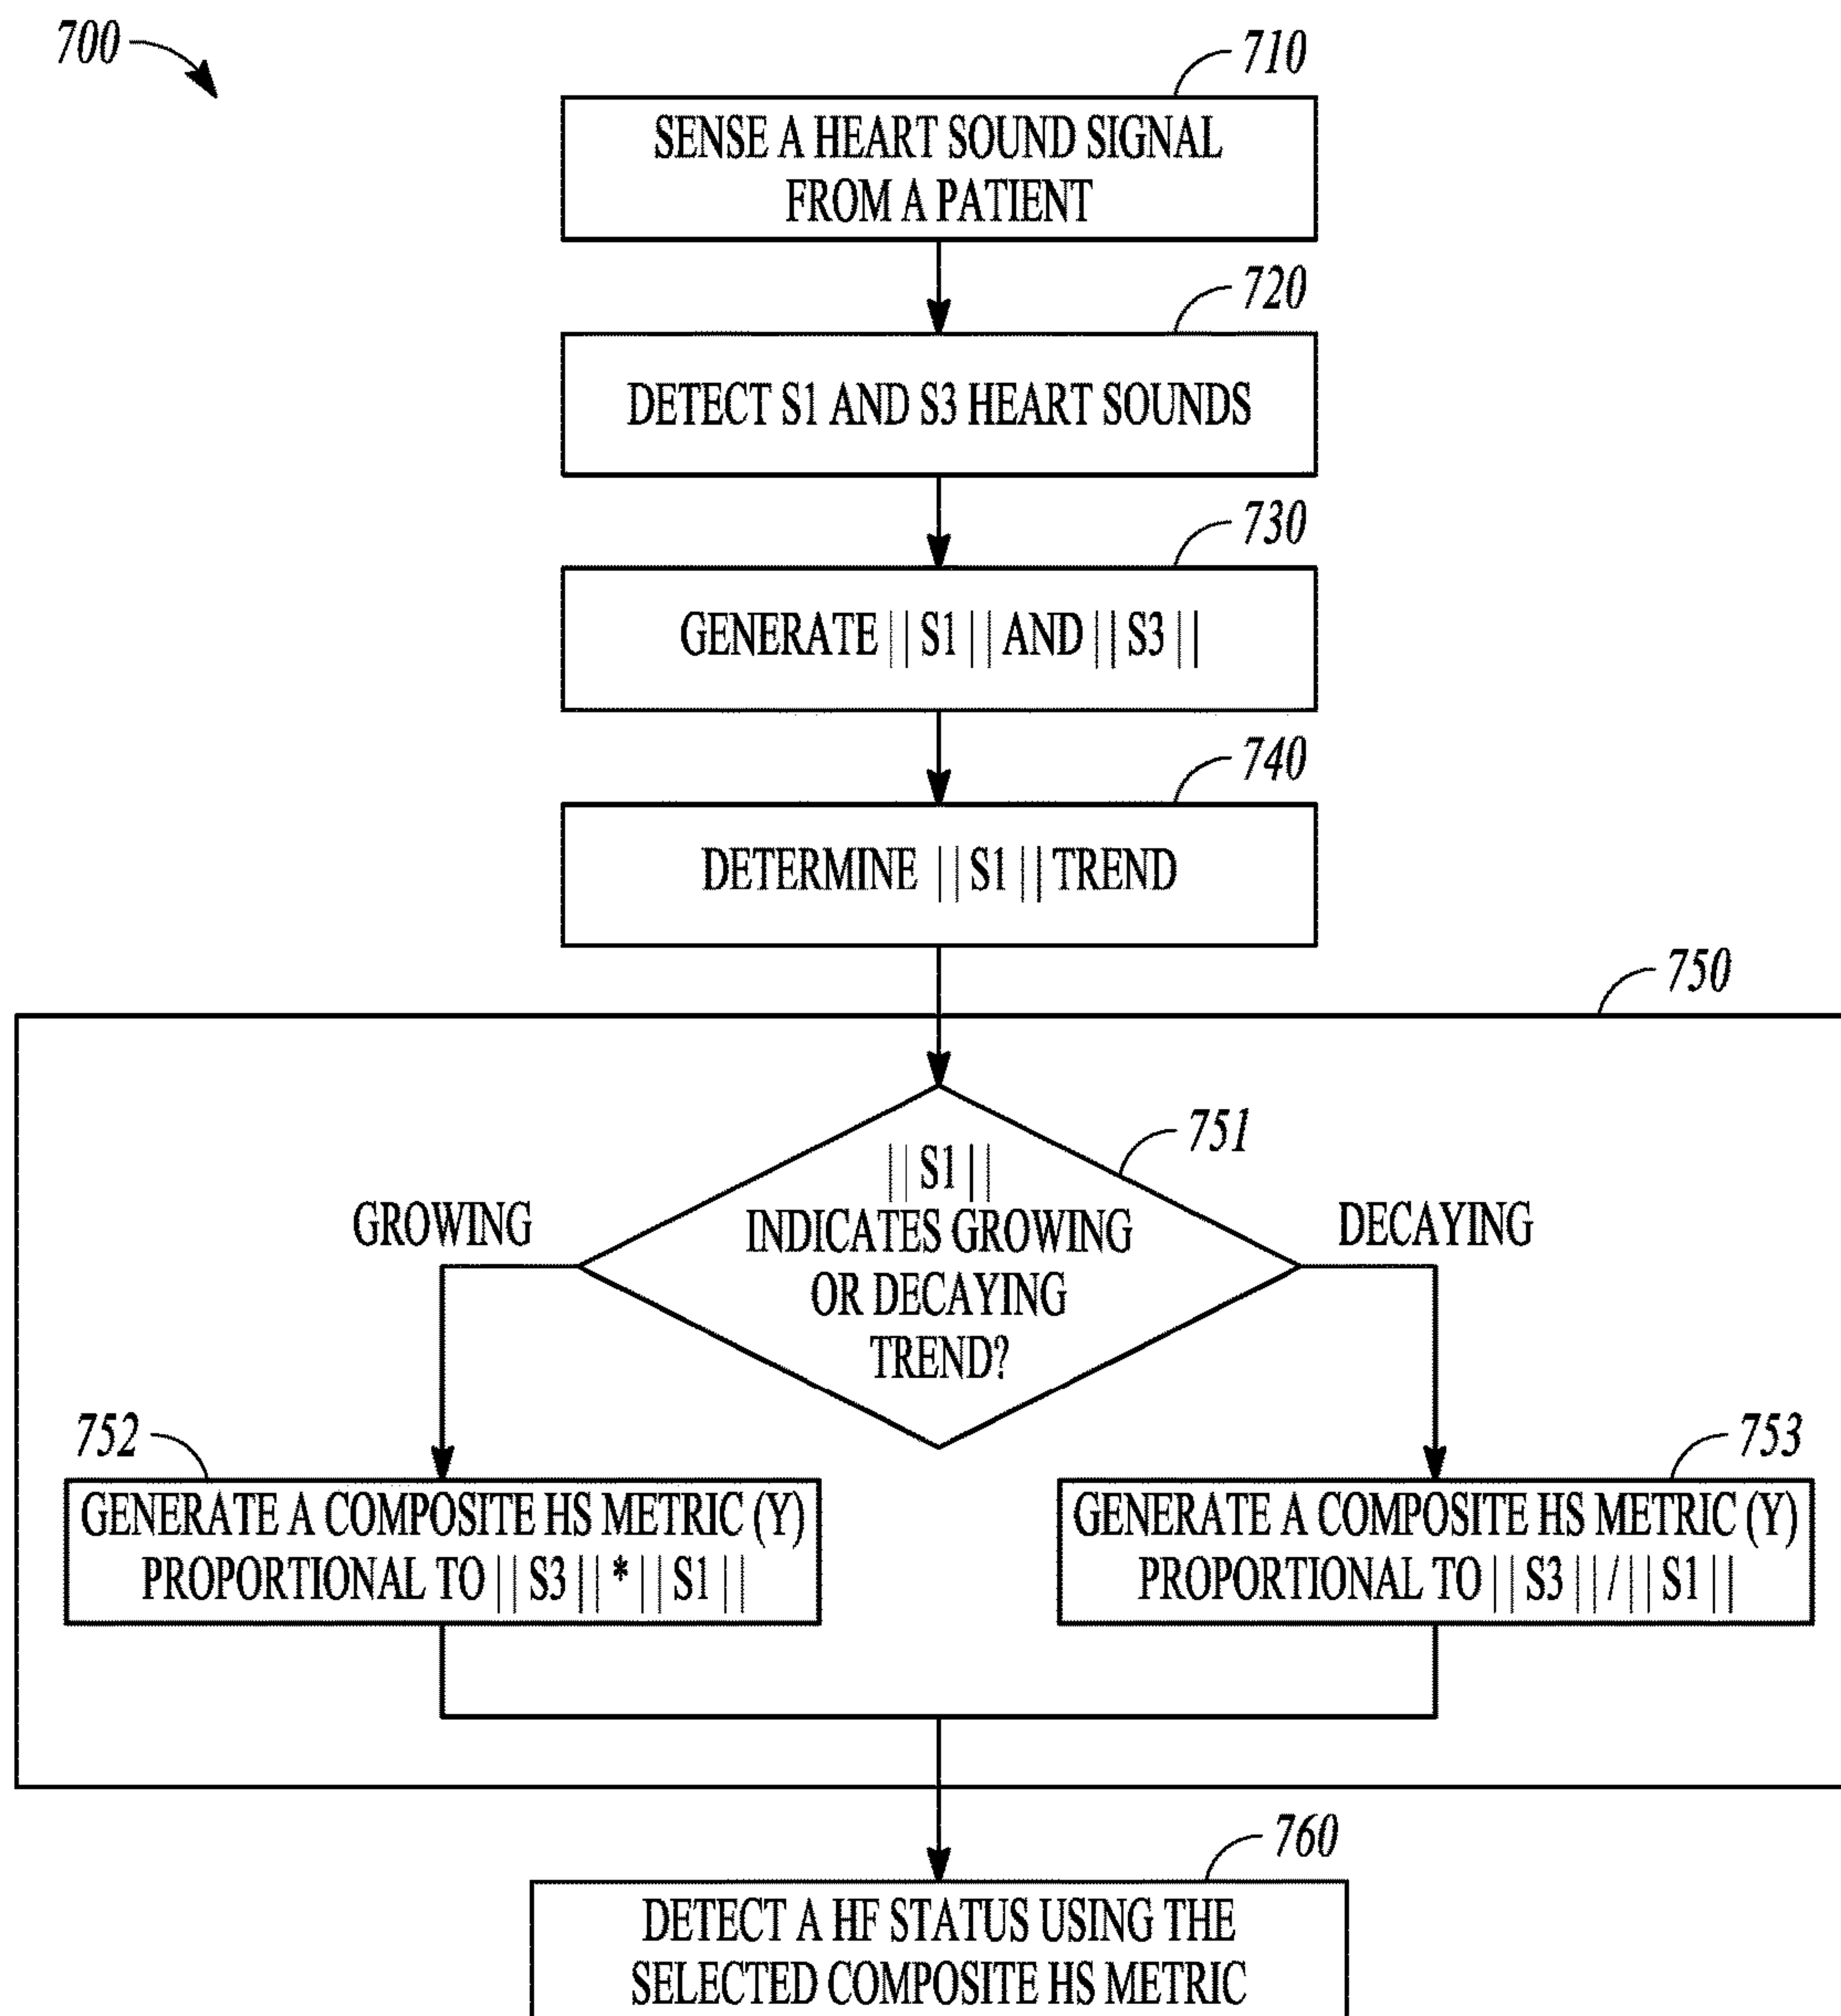 700
710
SENSE A HEART SOUND SIGNAL
FROM A PATIENT
720
DETECT S1 AND S3 HEART SOUNDS
730
GENERATE || S1 || AND || S3 ||
740
DETERMINE || S1 || TREND
750
751
|| S1 ||
INDICATES GROWING
OR DECAYING
TREND?
GROWING
DECAYING
752
GENERATE A COMPOSITE HS METRIC (Y)
PROPORTIONAL TO || S3 || * || S1 ||
753
GENERATE A COMPOSITE HS METRIC (Y)
PROPORTIONAL TO || S3 || / || S1 ||
760
DETECT A HF STATUS USING THE
SELECTED COMPOSITE HS METRIC